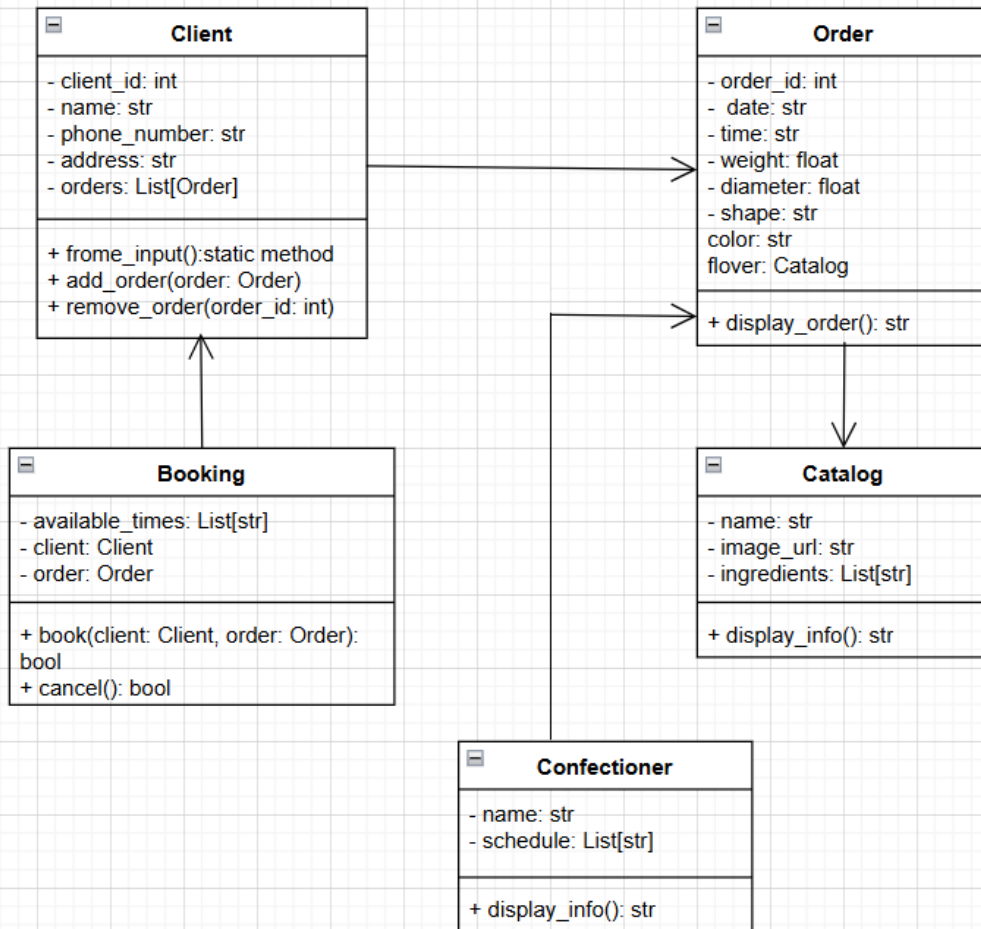 Client
- client_id: int
- name: str
- phone_number: str
- address: str
- orders: List[Order]
+ frome_input():static method
+ add_order(order: Order)
+ remove_order(order_id: int)
Order
- order_id: int
-  date: str
- time: str
- weight: float
- diameter: float
- shape: str
color: str
flover: Catalog
+ display_order(): str
Booking
- available_times: List[str]
- client: Client
- order: Order
+ book(client: Client, order: Order):
bool
+ cancel(): bool
Catalog
- name: str
- image_url: str
- ingredients: List[str]
+ display_info(): str
Confectioner
- name: str
- schedule: List[str]
+ display_info(): str